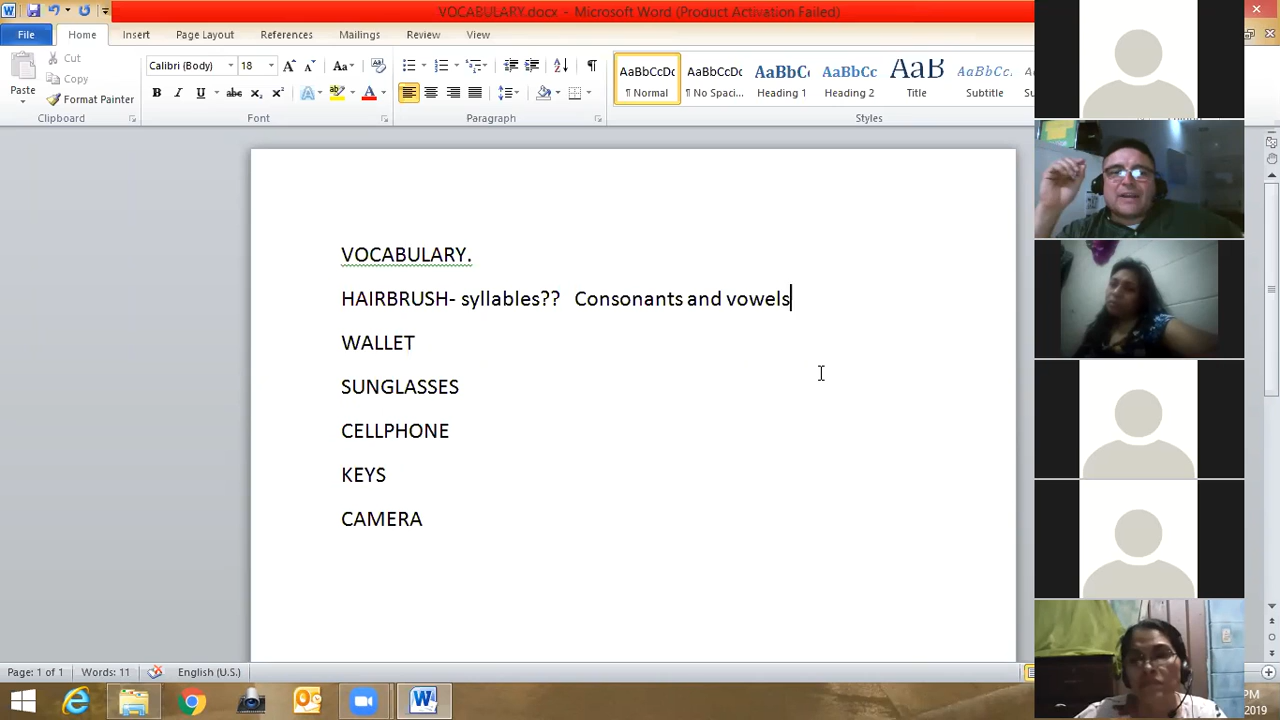 VOCABULARY.docx - Microsoft Word (Product Activation Failed)
File Home Insert Page Layout References Mailings Review View
Cut
Copy
Paste
Format Painter
Clipboard
Calibri (Body) 18
Font
Paragraph
AaBbCcDc AaBbCcDc AaBbC AaBbCc AaB AaBbCcD
¶ Normal ¶ No Spaci... Heading 1 Heading 2 Title Subtitle
Styles
VOCABULARY.
HAIRBRUSH- syllables?? Consonants and vowels
WALLET
SUNGLASSES
CELLPHONE
KEYS
CAMERA
Page: 1 of 1 Words: 11 English (U.S.)
PM
2019